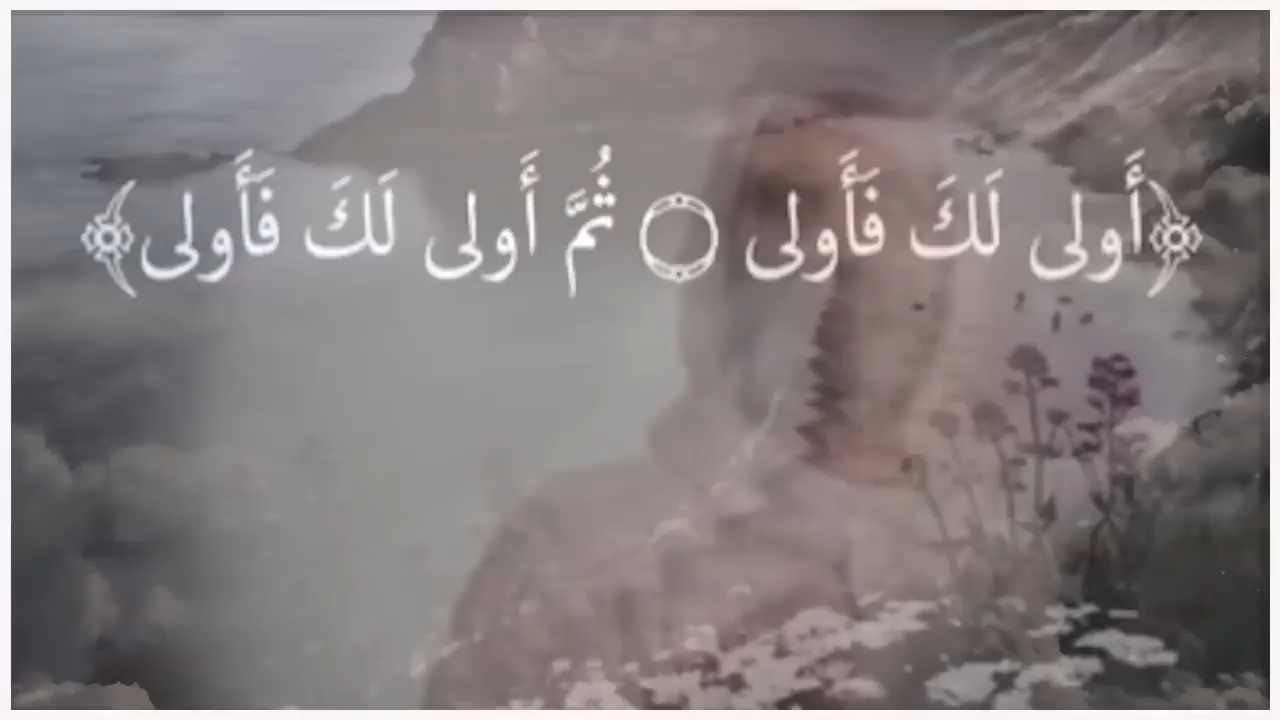 ﴿أَولى لَكَ فَأَولى ۝ ثُمَّ أَولى لَكَ فَأَولى﴾